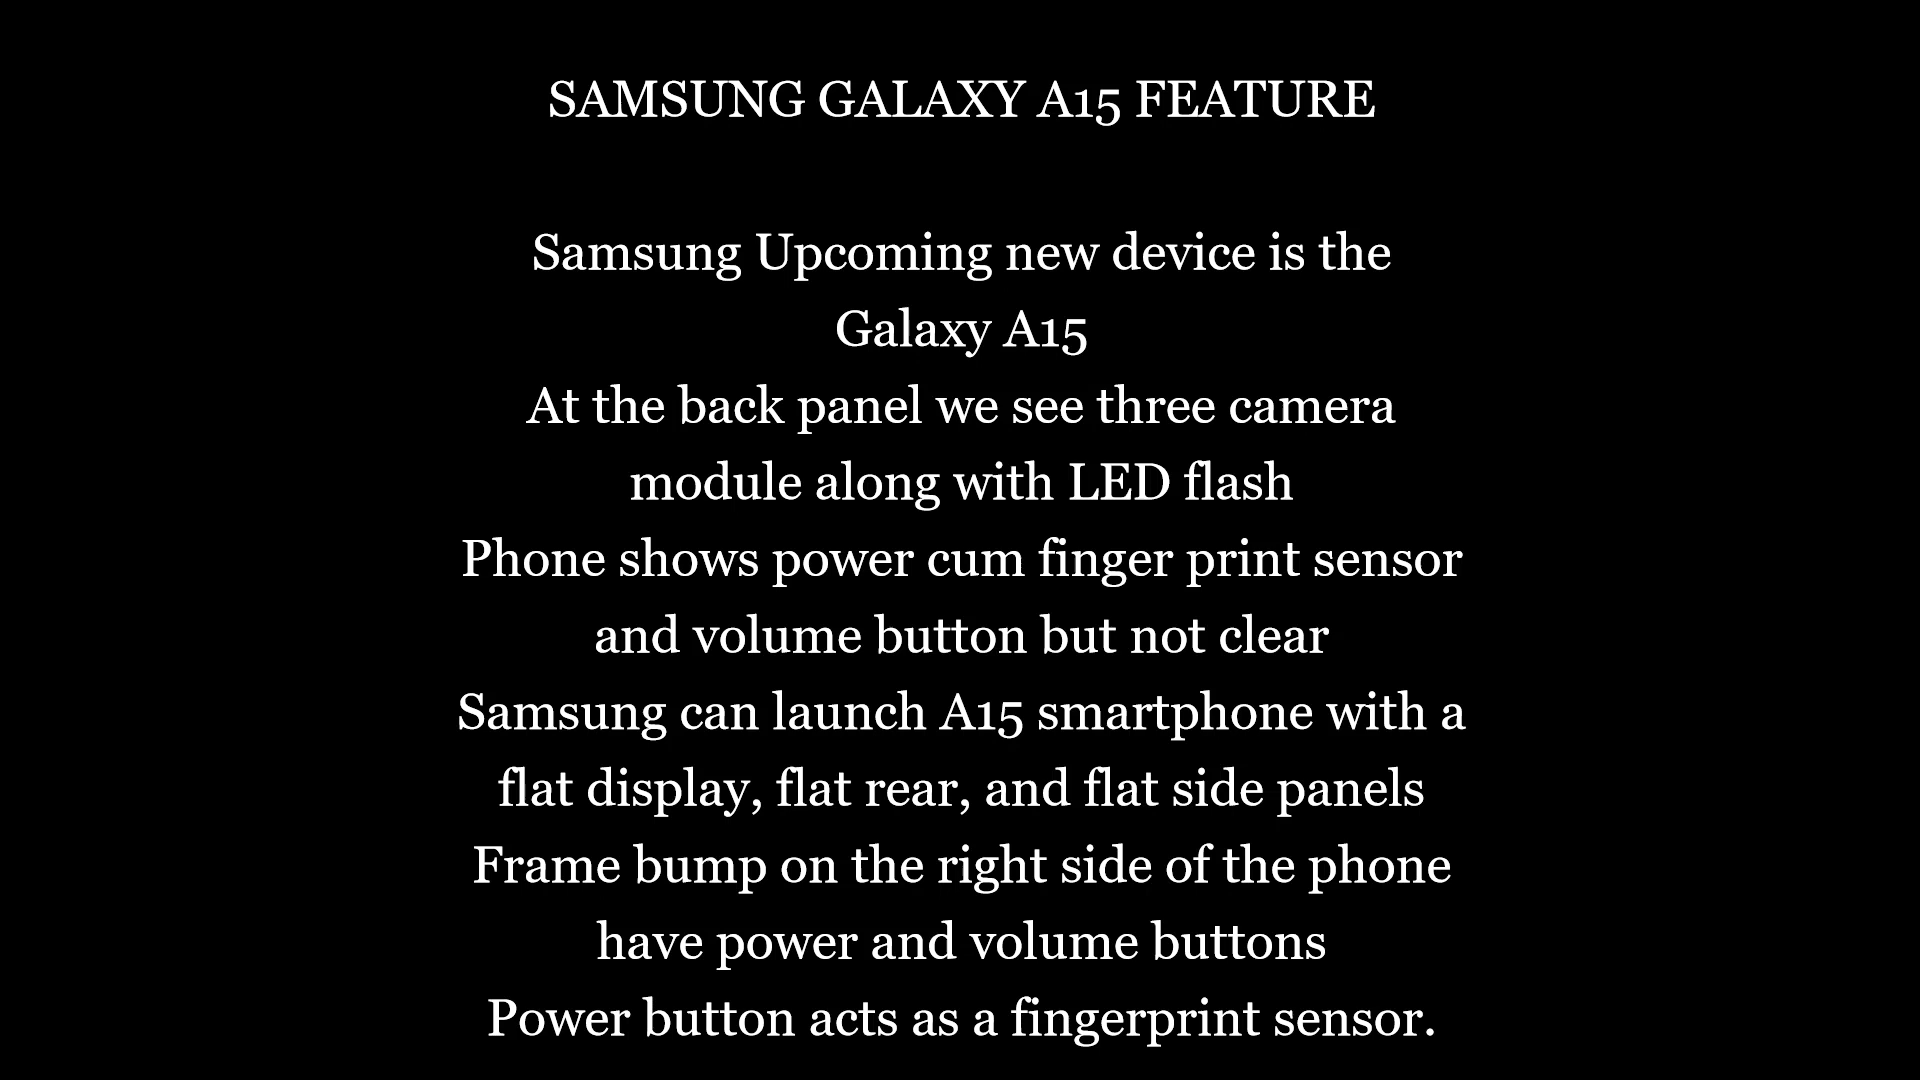 SAMSUNG GALAXY A15 FEATURE
Samsung Upcoming new device is the
Galaxy A15
At the back panel we see three camera
module along with LED flash
Phone shows power cum finger print sensor
and volume button but not clear
Samsung can launch A15 smartphone with a
flat display, flat rear, and flat side panels
Frame bump on the right side of the phone
have power and volume buttons
Power button acts as a fingerprint sensor.